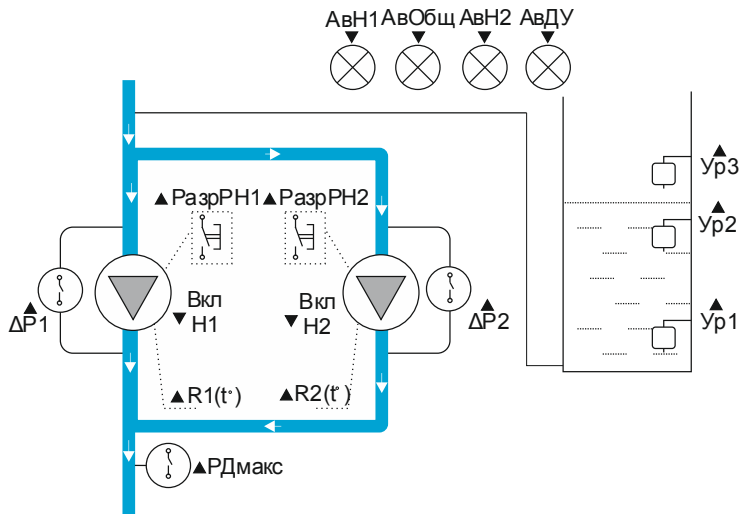 АвН1 АвОбщ АвН2 АвДУ
Ур3
РазрРН1 РазрРН2
Ур2
Вкл
Н1
Вкл
Н2
ΔР1
ΔР2
Ур1
R1(t°)
R2(t°)
РДмакс